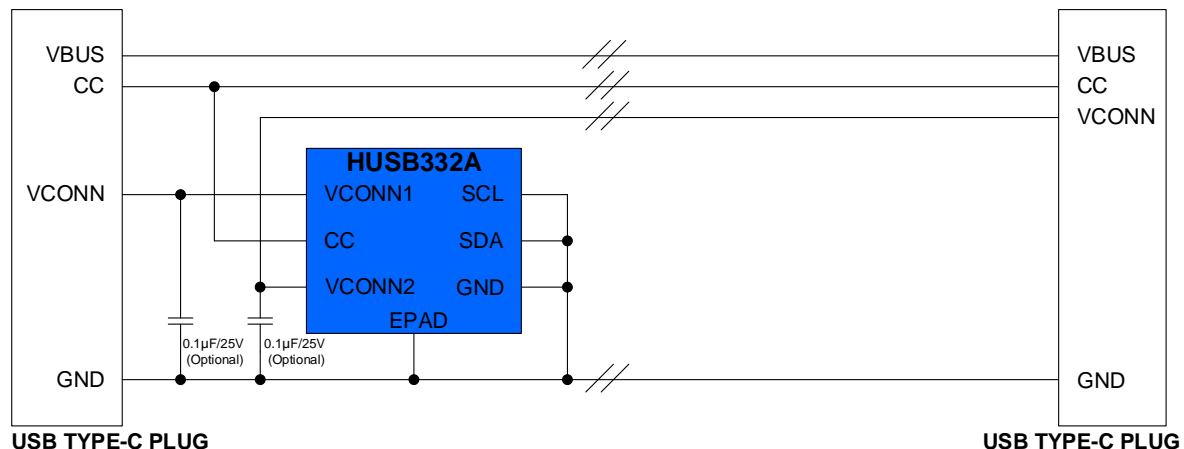 VBUS
CC
VCONN
GND
USB TYPE-C PLUG
HUSB332A
VCONN1
SCL
CC
SDA
VCONN2
GND
EPAD
0.1µF/25V
(Optional)
0.1µF/25V
(Optional)
VBUS
CC
VCONN
GND
USB TYPE-C PLUG